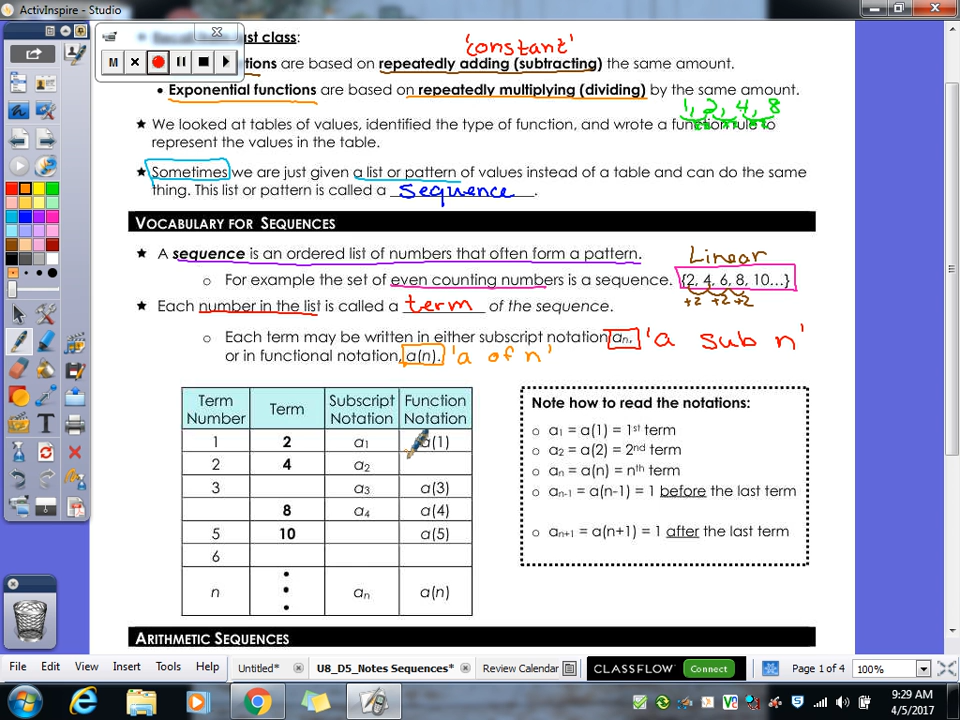 ActivInspire - Studio
ast class:
'constant'
tions are based on repeatedly adding (subtracting) the same amount.
• Exponential functions are based on repeatedly multiplying (dividing) by the same amount.
1, 2, 4, 8
★ We looked at tables of values, identified the type of function, and wrote a function rule to
represent the values in the table.
★ Sometimes we are just given a list or pattern of values instead of a table and can do the same
thing. This list or pattern is called a sequence.
VOCABULARY FOR SEQUENCES
★ A sequence is an ordered list of numbers that often form a pattern.
Linear
o For example the set of even counting numbers is a sequence. {2, 4, 6, 8, 10...}
+2 +2 +2
★ Each number in the list is called a term of the sequence.
o Each term may be written in either subscript notation aₙ. 'a sub n'
or in functional notation, a(n). 'a of n'
Term Number Term Subscript Notation Function Notation
1 2 a₁ a(1)
2 4 a₂
3 a₃ a(3)
8 a₄ a(4)
5 10 a(5)
6
n aₙ a(n)
Note how to read the notations:
o a₁ = a(1) = 1ˢᵗ term
o a₂ = a(2) = 2ⁿᵈ term
o aₙ = a(n) = nᵗʰ term
o aₙ₋₁ = a(n-1) = 1 before the last term
o aₙ₊₁ = a(n+1) = 1 after the last term
ARITHMETIC SEQUENCES
File Edit View Insert Tools Help Untitled* U8_D5_Notes Sequences* Review Calendar CLASSFLOW Connect Page 1 of 4 100%
9:29 AM
4/5/2017